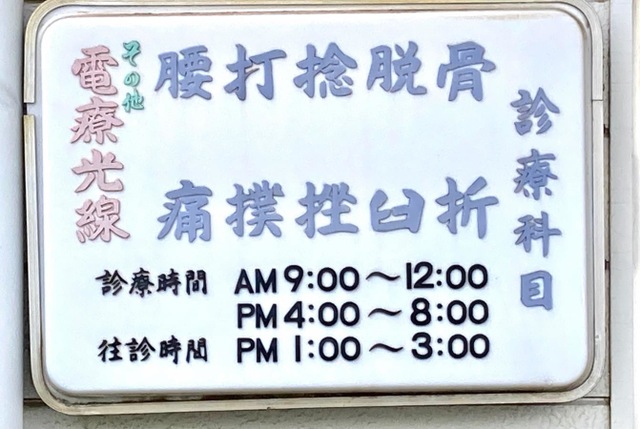 診療科目
骨折
脱臼
捻挫
打撲
腰痛
その他
電療光線
診療時間 AM 9:00〜12:00
PM 4:00〜8:00
往診時間 PM 1:00〜3:00